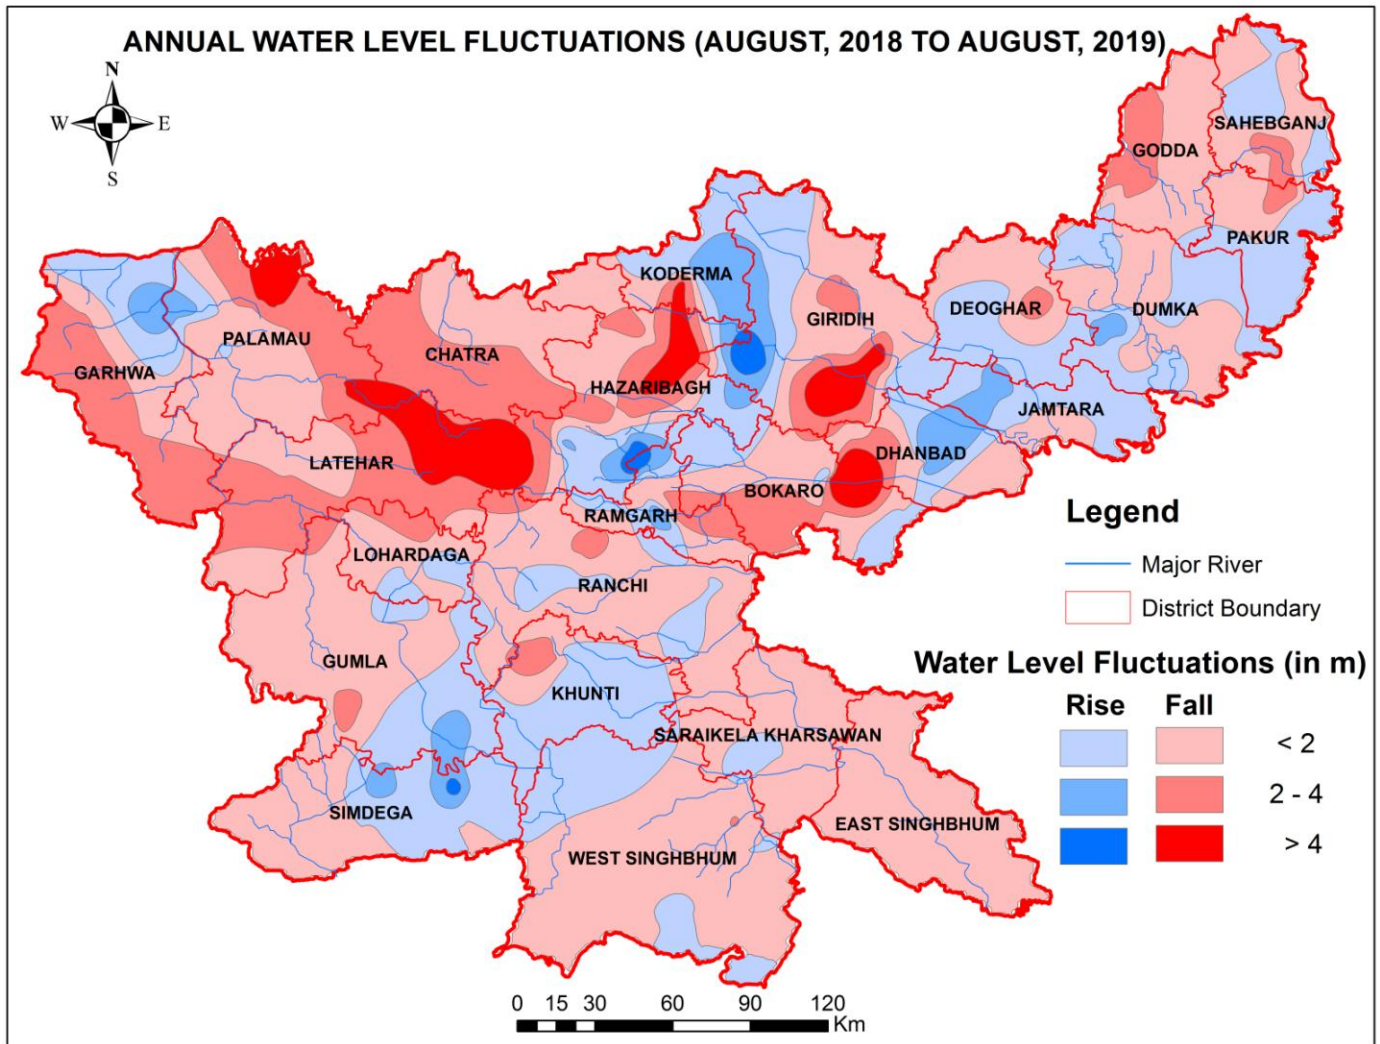 ANNUAL WATER LEVEL FLUCTUATIONS (AUGUST, 2018 TO AUGUST, 2019)
N
W
E
S
SAHEBGANJ
GODDA
PAKUR
KODERMA
DEOGHAR
DUMKA
GIRIDIH
PALAMAU
CHATRA
GARHWA
HAZARIBAGH
JAMTARA
DHANBAD
LATEHAR
BOKARO
RAMGARH
LOHARDAGA
RANCHI
GUMLA
KHUNTI
SARAIKELA KHARSAWAN
SIMDEGA
EAST SINGHBHUM
WEST SINGHBHUM
Legend
Major River
District Boundary
Water Level Fluctuations (in m)
Rise Fall
< 2
2 - 4
> 4
0 15 30 60 90 120
Km